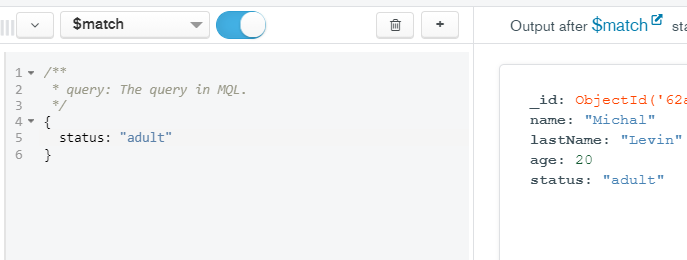 $match
+
Output after $match sta
1 /**
2 * query: The query in MQL.
3 */
4 {
5 status: "adult"
6 }
_id: ObjectId('62a
name: "Michal"
lastName: "Levin"
age: 20
status: "adult"